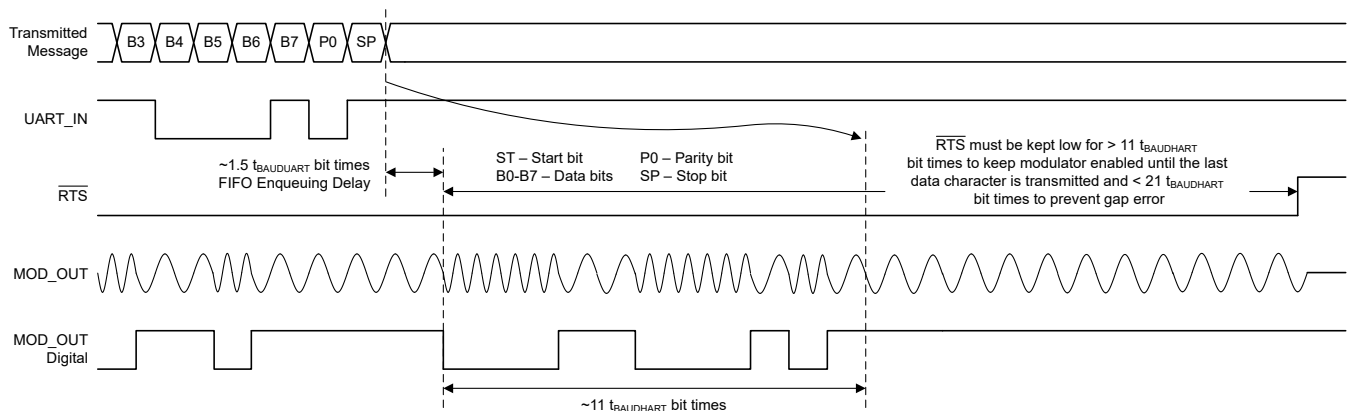 Transmitted
Message
B3 B4 B5 B6 B7 P0 SP
UART_IN
~1.5 tBAUDUART bit times
FIFO Enqueuing Delay
ST – Start bit P0 – Parity bit
B0-B7 – Data bits SP – Stop bit
RTS must be kept low for > 11 tBAUDHART
bit times to keep modulator enabled until the last
data character is transmitted and < 21 tBAUDHART
bit times to prevent gap error
RTS
MOD_OUT
MOD_OUT
Digital
~11 tBAUDHART bit times